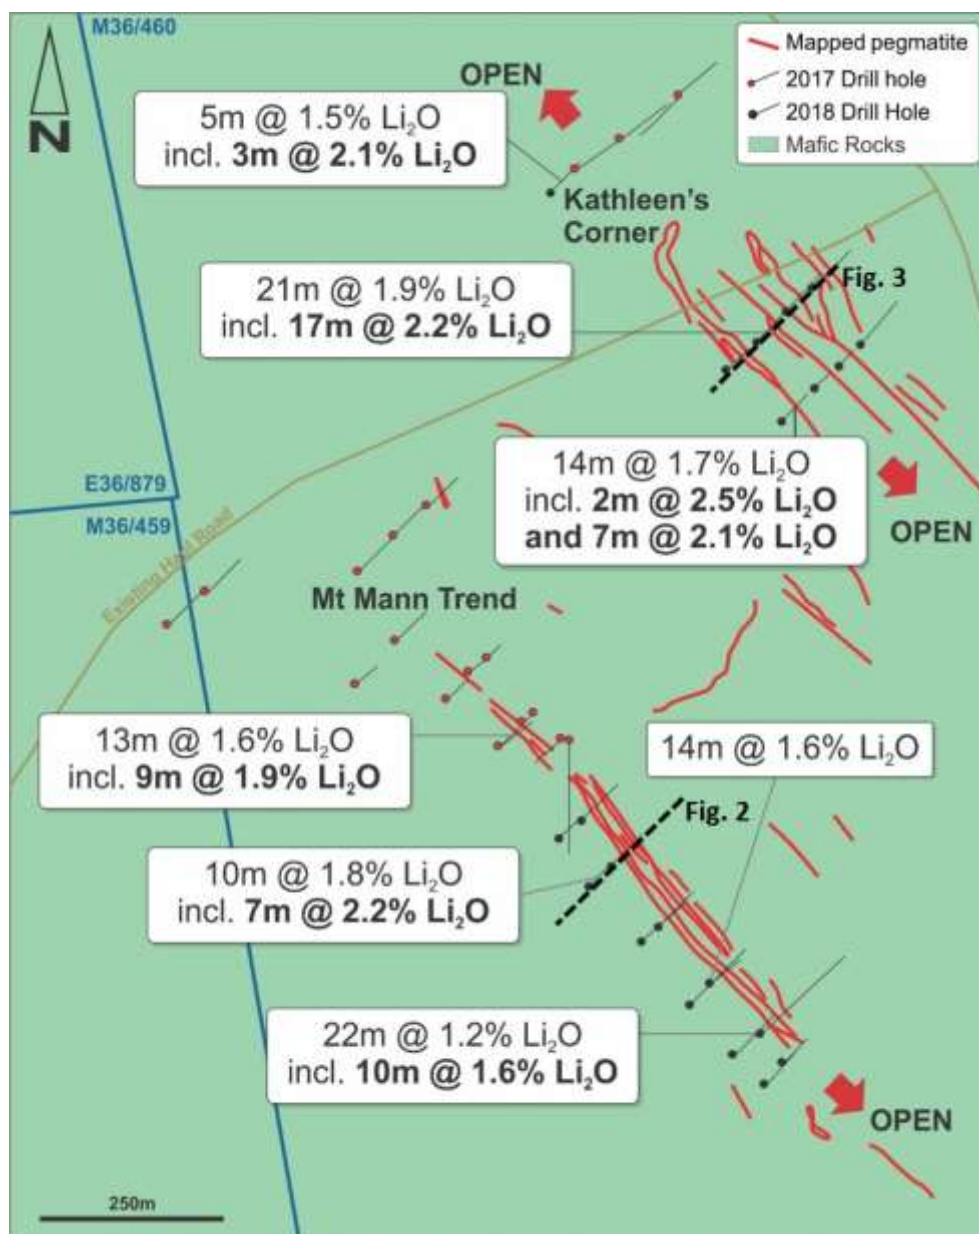 M36/460
Mapped pegmatite
2017 Drill hole
2018 Drill Hole
Mafic Rocks
N
OPEN
5m @ 1.5% Li₂O
incl. 3m @ 2.1% Li₂O
Kathleen's
Corner
Fig. 3
21m @ 1.9% Li₂O
incl. 17m @ 2.2% Li₂O
14m @ 1.7% Li₂O
incl. 2m @ 2.5% Li₂O
and 7m @ 2.1% Li₂O
OPEN
E36/879
M36/459
Existing Haul Road
Mt Mann Trend
13m @ 1.6% Li₂O
incl. 9m @ 1.9% Li₂O
14m @ 1.6% Li₂O
Fig. 2
10m @ 1.8% Li₂O
incl. 7m @ 2.2% Li₂O
22m @ 1.2% Li₂O
incl. 10m @ 1.6% Li₂O
OPEN
250m